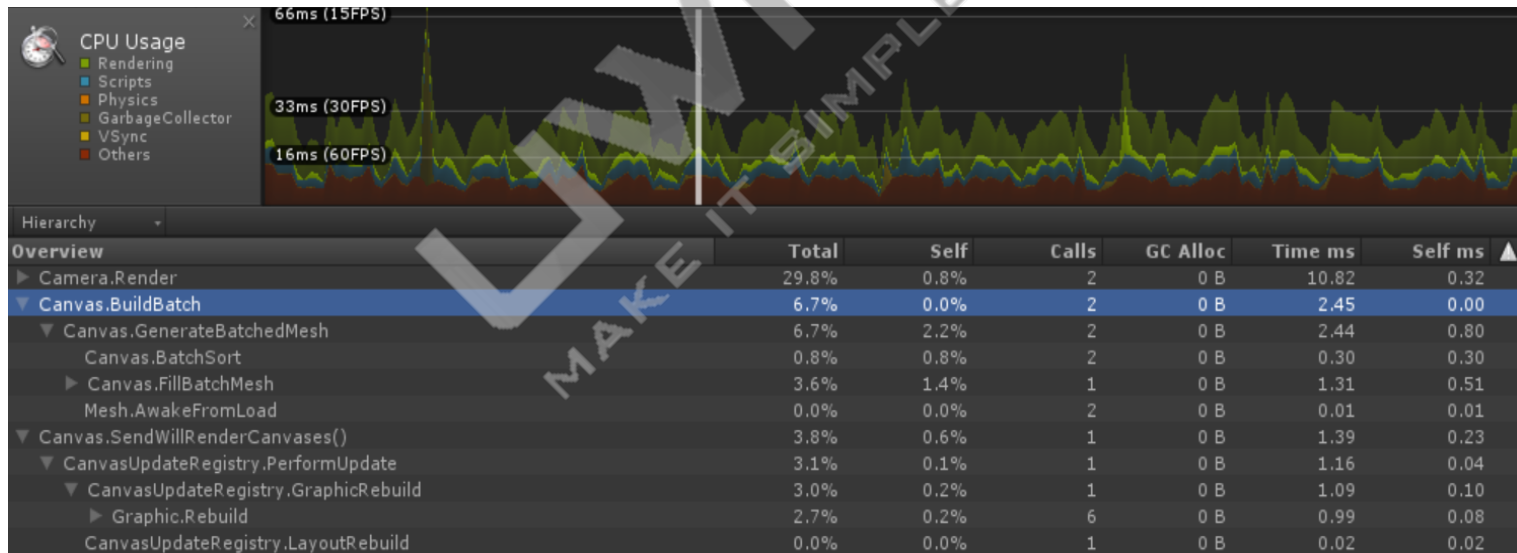 CPU Usage
Rendering
Scripts
Physics
GarbageCollector
VSync
Others
66ms (15FPS)
33ms (30FPS)
16ms (60FPS)
MAKE IT SIMPLE
Hierarchy
Overview Total Self Calls GC Alloc Time ms Self ms
Camera.Render 29.8% 0.8% 2 0 B 10.82 0.32
Canvas.BuildBatch 6.7% 0.0% 2 0 B 2.45 0.00
Canvas.GenerateBatchedMesh 6.7% 2.2% 2 0 B 2.44 0.80
Canvas.BatchSort 0.8% 0.8% 2 0 B 0.30 0.30
Canvas.FillBatchMesh 3.6% 1.4% 1 0 B 1.31 0.51
Mesh.AwakeFromLoad 0.0% 0.0% 2 0 B 0.01 0.01
Canvas.SendWillRenderCanvases() 3.8% 0.6% 1 0 B 1.39 0.23
CanvasUpdateRegistry.PerformUpdate 3.1% 0.1% 1 0 B 1.16 0.04
CanvasUpdateRegistry.GraphicRebuild 3.0% 0.2% 1 0 B 1.09 0.10
Graphic.Rebuild 2.7% 0.2% 6 0 B 0.99 0.08
CanvasUpdateRegistry.LayoutRebuild 0.0% 0.0% 1 0 B 0.02 0.02